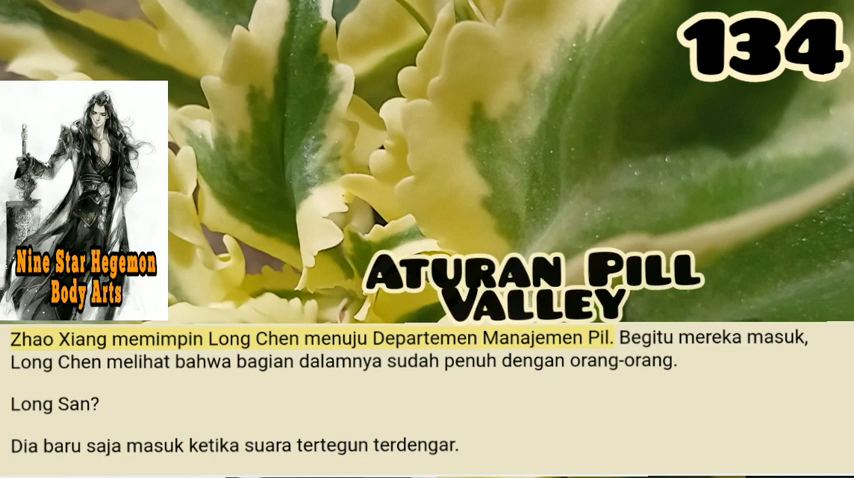 134
Nine Star Hegemon
Body Arts
ATURAN PILL
VALLEY
Zhao Xiang memimpin Long Chen menuju Departemen Manajemen Pil. Begitu mereka masuk,
Long Chen melihat bahwa bagian dalamnya sudah penuh dengan orang-orang.
Long San?
Dia baru saja masuk ketika suara tertegun terdengar.